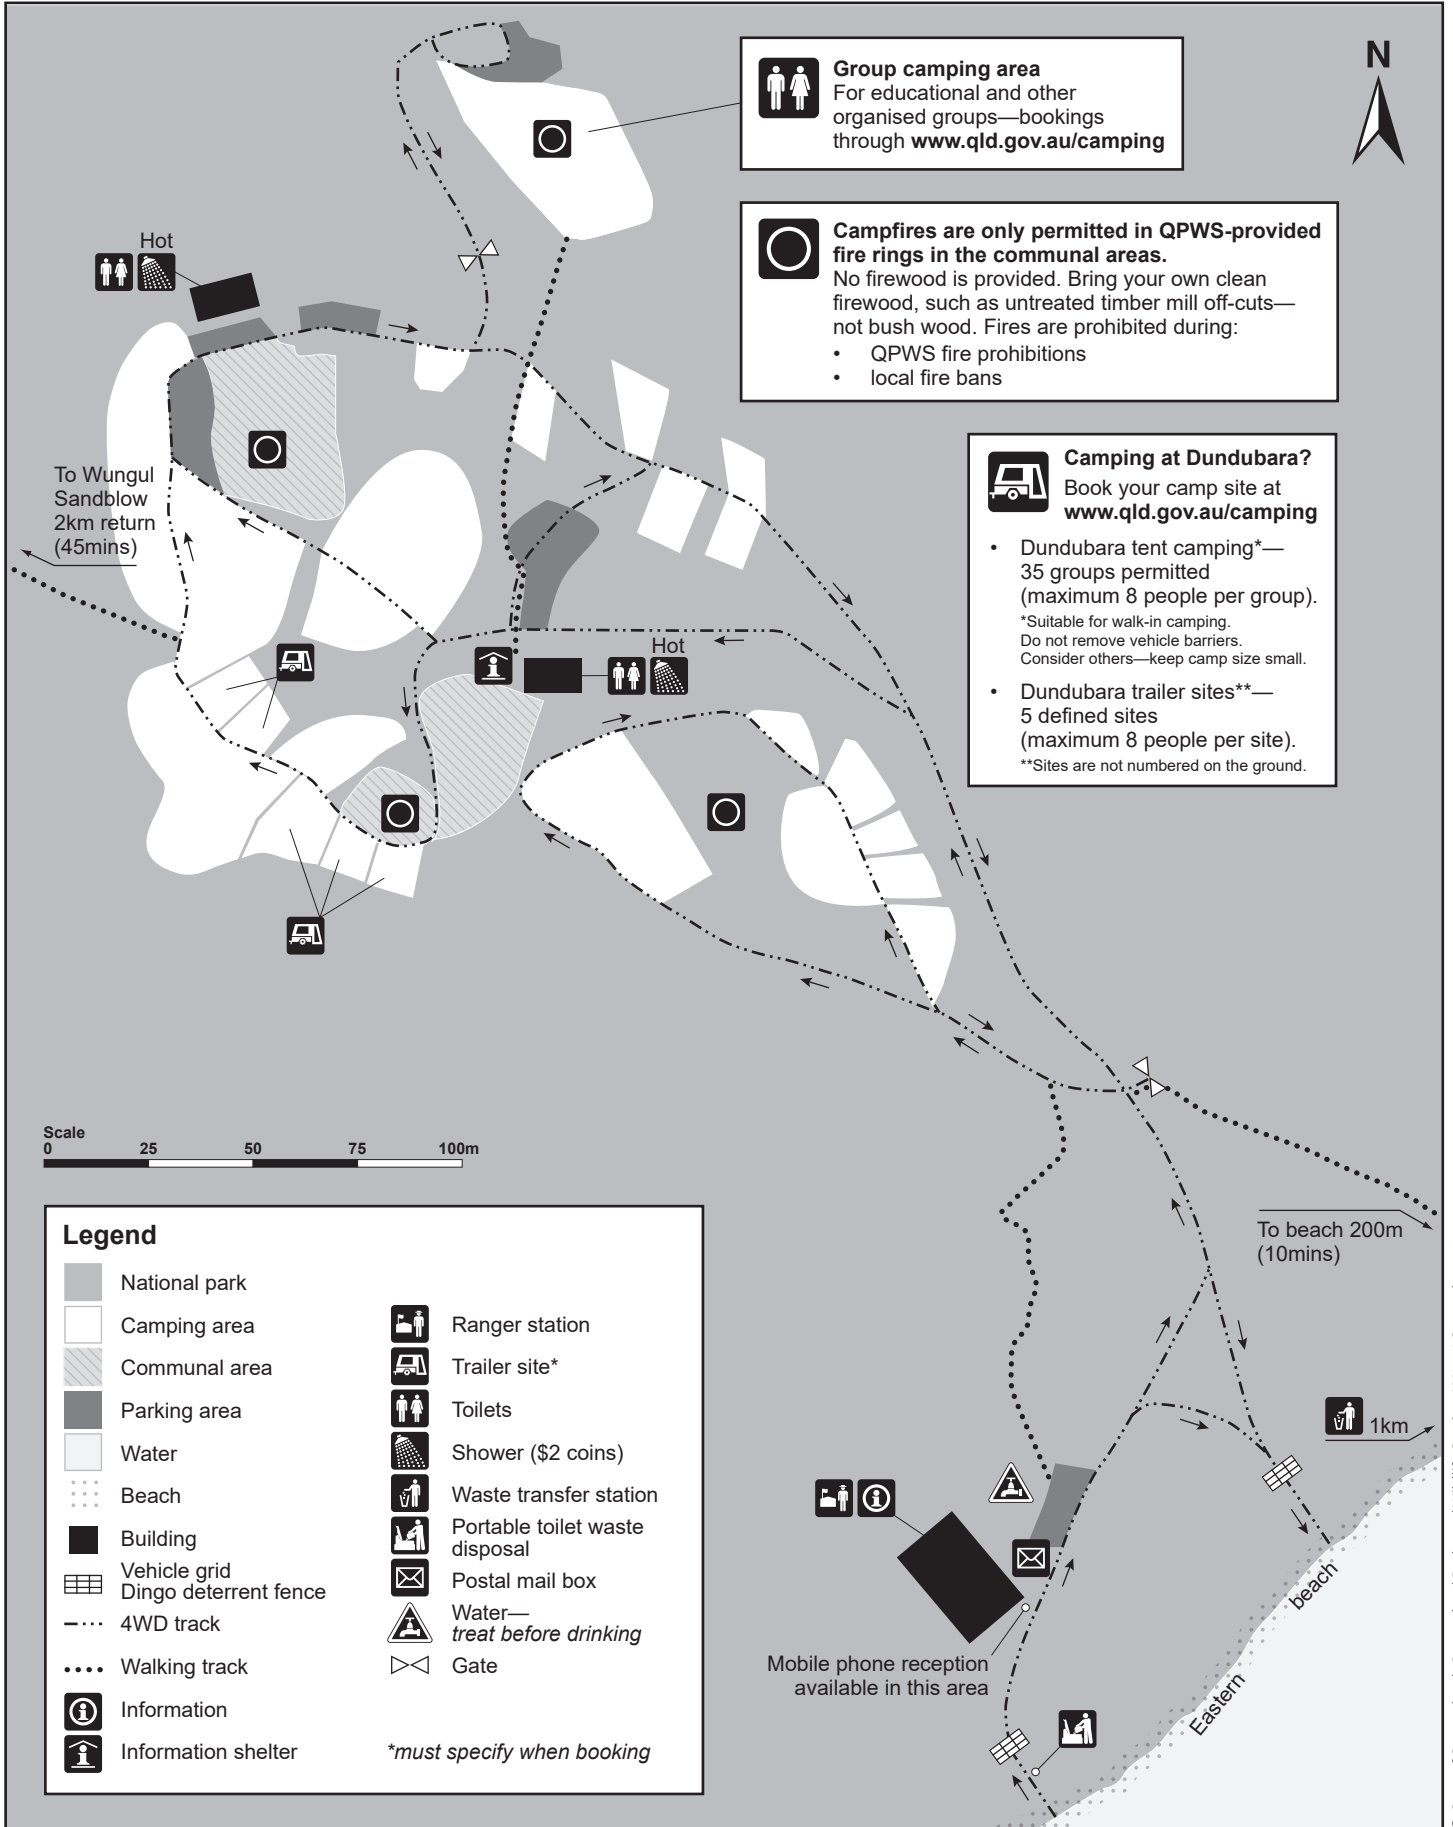 Group camping area
For educational and other
organised groups—bookings
through www.qld.gov.au/camping
N
Campfires are only permitted in QPWS-provided
fire rings in the communal areas.
No firewood is provided. Bring your own clean
firewood, such as untreated timber mill off-cuts—
not bush wood. Fires are prohibited during:
• QPWS fire prohibitions
• local fire bans
Hot
To Wungul
Sandblow
2km return
(45mins)
Camping at Dundubara?
Book your camp site at
www.qld.gov.au/camping
• Dundubara tent camping*—
35 groups permitted
(maximum 8 people per group).
*Suitable for walk-in camping.
Do not remove vehicle barriers.
Consider others—keep camp size small.
• Dundubara trailer sites**—
5 defined sites
(maximum 8 people per site).
**Sites are not numbered on the ground.
Hot
Scale
0 25 50 75 100m
To beach 200m
(10mins)
1km
Mobile phone reception
available in this area
Eastern beach
Legend
National park
Camping area
Communal area
Parking area
Water
Beach
Building
Vehicle grid
Dingo deterrent fence
4WD track
Walking track
Information
Information shelter
Ranger station
Trailer site*
Toilets
Shower ($2 coins)
Waste transfer station
Portable toilet waste
disposal
Postal mail box
Water—
treat before drinking
Gate
*must specify when booking